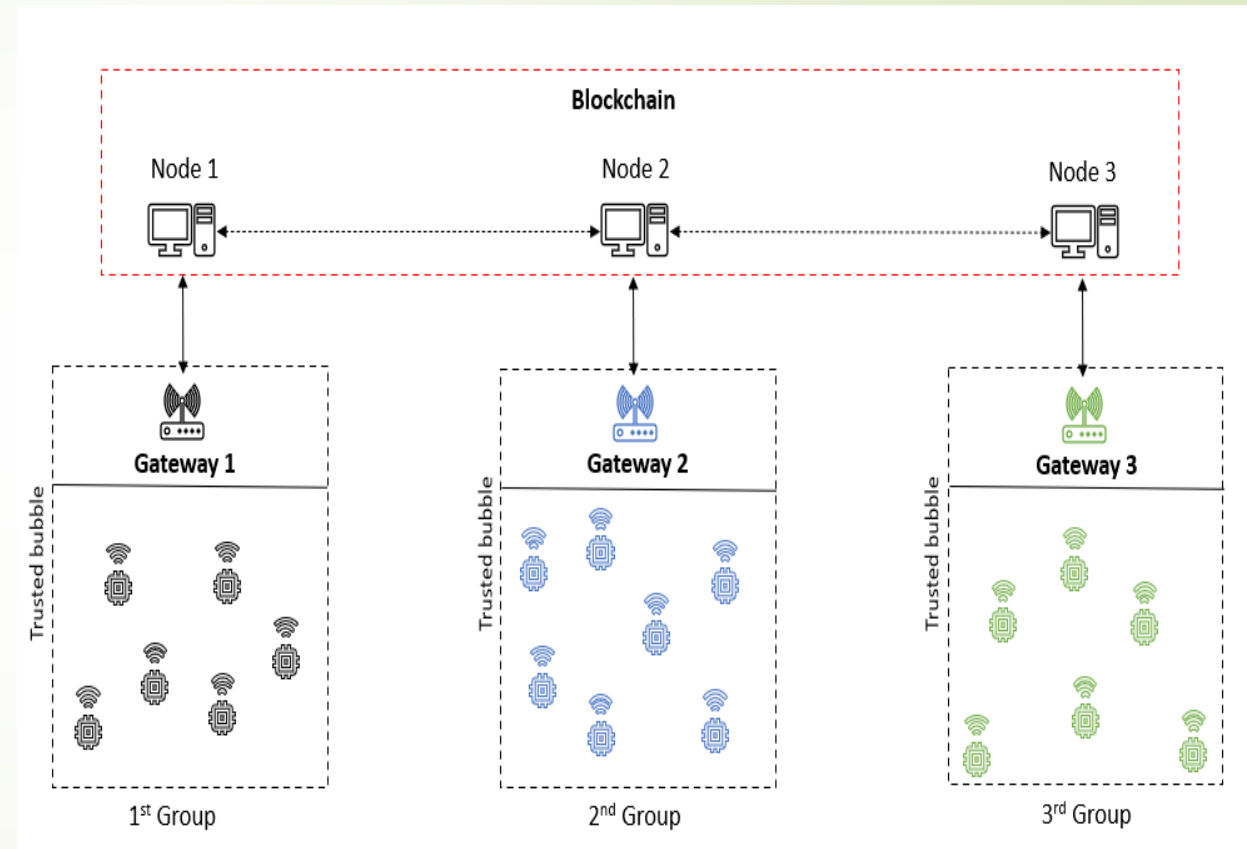 Blockchain
Node 1
Node 2
Node 3
Gateway 1
Gateway 2
Gateway 3
Trusted bubble
Trusted bubble
Trusted bubble
1st Group
2nd Group
3rd Group